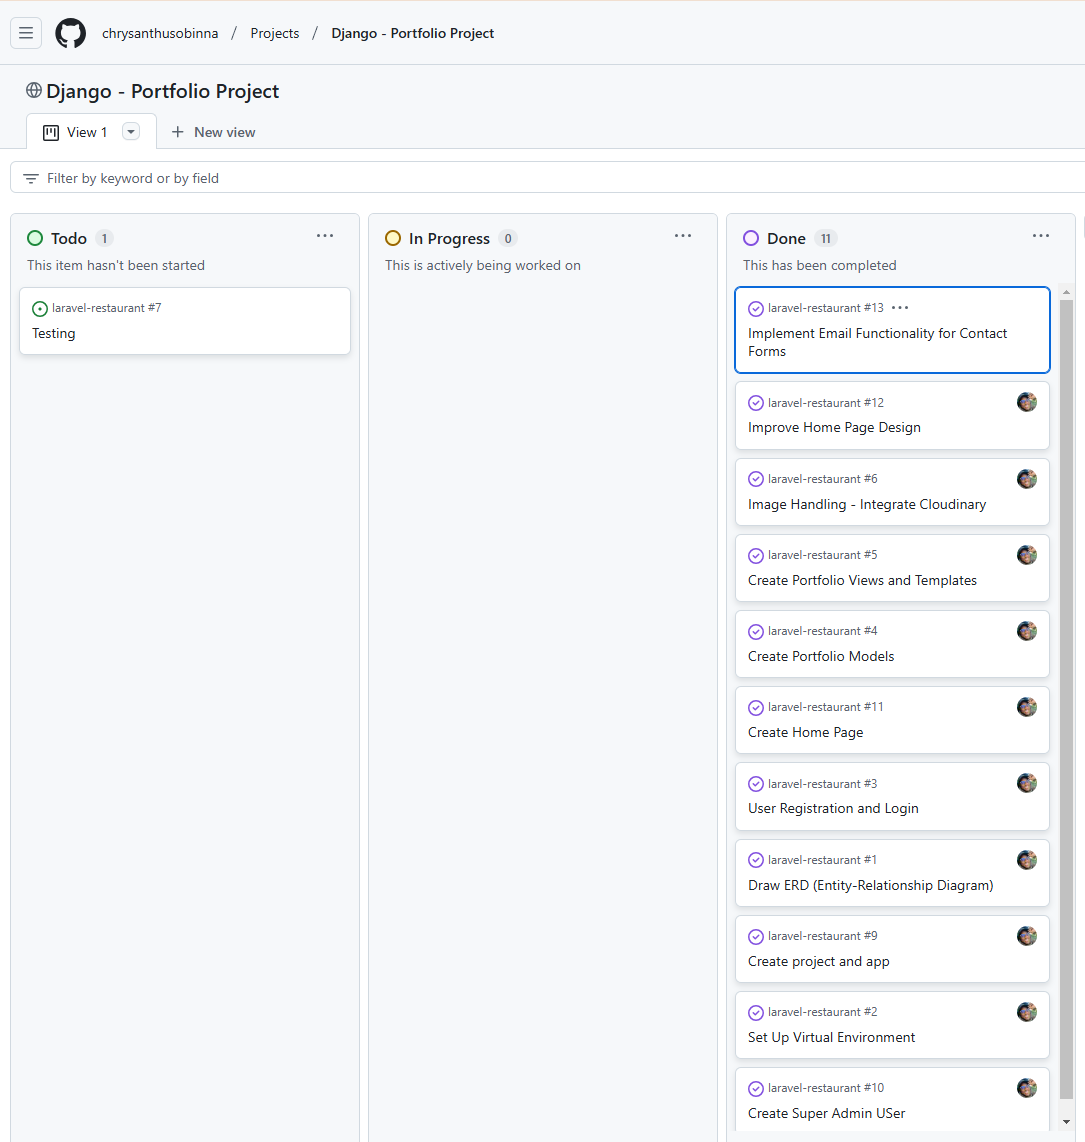 chrysanthusobinna / Projects / Django - Portfolio Project
Django - Portfolio Project
View 1
New view
Filter by keyword or by field
Todo 1
This item hasn't been started
laravel-restaurant #7
Testing
In Progress 0
This is actively being worked on
Done 11
This has been completed
laravel-restaurant #13
Implement Email Functionality for Contact
Forms
laravel-restaurant #12
Improve Home Page Design
laravel-restaurant #6
Image Handling - Integrate Cloudinary
laravel-restaurant #5
Create Portfolio Views and Templates
laravel-restaurant #4
Create Portfolio Models
laravel-restaurant #11
Create Home Page
laravel-restaurant #3
User Registration and Login
laravel-restaurant #1
Draw ERD (Entity-Relationship Diagram)
laravel-restaurant #9
Create project and app
laravel-restaurant #2
Set Up Virtual Environment
laravel-restaurant #10
Create Super Admin USer